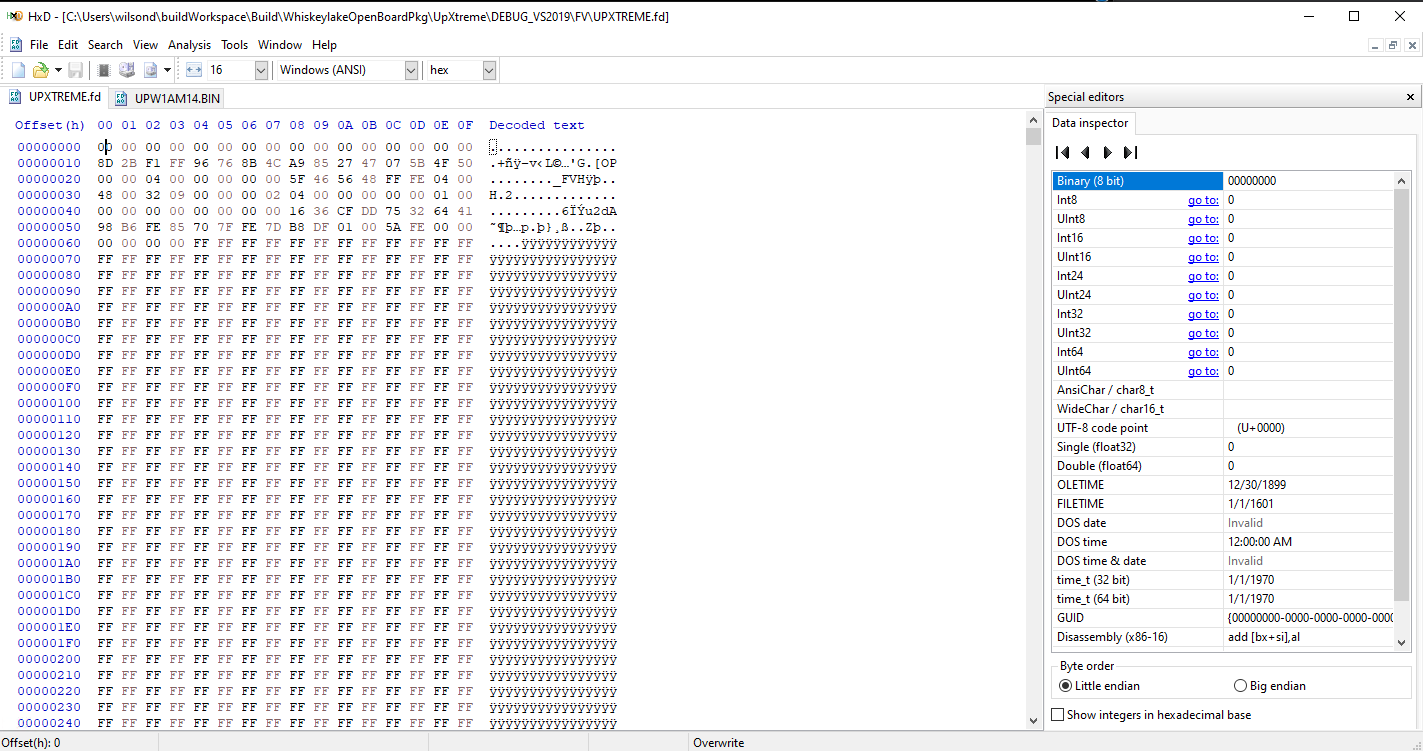 HxD - [C:\Users\wilsond\buildWorkspace\Build\WhiskeylakeOpenBoardPkg\UpXtreme\DEBUG_VS2019\FV\UPXTREME.fd]
File Edit Search View Analysis Tools Window Help
16 Windows (ANSI) hex
UPXTREME.fd UPW1AM14.BIN
Offset(h) 00 01 02 03 04 05 06 07 08 09 0A 0B 0C 0D 0E 0F Decoded text
00000000 00 00 00 00 00 00 00 00 00 00 00 00 00 00 00 00 ................
00000010 8D 2B F1 FF 96 76 8B 4C A9 85 27 47 07 5B 4F 50 .+ñÿ–v‹L©…'G.[OP
00000020 00 00 04 00 00 00 00 00 5F 46 56 48 FF FE 04 00 ........_FVHÿþ..
00000030 48 00 32 09 00 00 00 02 04 00 00 00 00 00 01 00 H.2.............
00000040 00 00 00 00 00 00 00 00 16 36 CF DD 75 32 64 41 .........6ÏÝu2dA
00000050 98 B6 FE 85 70 7F FE 7D B8 DF 01 00 5A FE 00 00 ˜¶þ…p.þ}¸ß..Zþ..
00000060 00 00 00 00 FF FF FF FF FF FF FF FF FF FF FF FF ....ÿÿÿÿÿÿÿÿÿÿÿÿ
00000070 FF FF FF FF FF FF FF FF FF FF FF FF FF FF FF FF ÿÿÿÿÿÿÿÿÿÿÿÿÿÿÿÿ
00000080 FF FF FF FF FF FF FF FF FF FF FF FF FF FF FF FF ÿÿÿÿÿÿÿÿÿÿÿÿÿÿÿÿ
00000090 FF FF FF FF FF FF FF FF FF FF FF FF FF FF FF FF ÿÿÿÿÿÿÿÿÿÿÿÿÿÿÿÿ
000000A0 FF FF FF FF FF FF FF FF FF FF FF FF FF FF FF FF ÿÿÿÿÿÿÿÿÿÿÿÿÿÿÿÿ
000000B0 FF FF FF FF FF FF FF FF FF FF FF FF FF FF FF FF ÿÿÿÿÿÿÿÿÿÿÿÿÿÿÿÿ
000000C0 FF FF FF FF FF FF FF FF FF FF FF FF FF FF FF FF ÿÿÿÿÿÿÿÿÿÿÿÿÿÿÿÿ
000000D0 FF FF FF FF FF FF FF FF FF FF FF FF FF FF FF FF ÿÿÿÿÿÿÿÿÿÿÿÿÿÿÿÿ
000000E0 FF FF FF FF FF FF FF FF FF FF FF FF FF FF FF FF ÿÿÿÿÿÿÿÿÿÿÿÿÿÿÿÿ
000000F0 FF FF FF FF FF FF FF FF FF FF FF FF FF FF FF FF ÿÿÿÿÿÿÿÿÿÿÿÿÿÿÿÿ
00000100 FF FF FF FF FF FF FF FF FF FF FF FF FF FF FF FF ÿÿÿÿÿÿÿÿÿÿÿÿÿÿÿÿ
00000110 FF FF FF FF FF FF FF FF FF FF FF FF FF FF FF FF ÿÿÿÿÿÿÿÿÿÿÿÿÿÿÿÿ
00000120 FF FF FF FF FF FF FF FF FF FF FF FF FF FF FF FF ÿÿÿÿÿÿÿÿÿÿÿÿÿÿÿÿ
00000130 FF FF FF FF FF FF FF FF FF FF FF FF FF FF FF FF ÿÿÿÿÿÿÿÿÿÿÿÿÿÿÿÿ
00000140 FF FF FF FF FF FF FF FF FF FF FF FF FF FF FF FF ÿÿÿÿÿÿÿÿÿÿÿÿÿÿÿÿ
00000150 FF FF FF FF FF FF FF FF FF FF FF FF FF FF FF FF ÿÿÿÿÿÿÿÿÿÿÿÿÿÿÿÿ
00000160 FF FF FF FF FF FF FF FF FF FF FF FF FF FF FF FF ÿÿÿÿÿÿÿÿÿÿÿÿÿÿÿÿ
00000170 FF FF FF FF FF FF FF FF FF FF FF FF FF FF FF FF ÿÿÿÿÿÿÿÿÿÿÿÿÿÿÿÿ
00000180 FF FF FF FF FF FF FF FF FF FF FF FF FF FF FF FF ÿÿÿÿÿÿÿÿÿÿÿÿÿÿÿÿ
00000190 FF FF FF FF FF FF FF FF FF FF FF FF FF FF FF FF ÿÿÿÿÿÿÿÿÿÿÿÿÿÿÿÿ
000001A0 FF FF FF FF FF FF FF FF FF FF FF FF FF FF FF FF ÿÿÿÿÿÿÿÿÿÿÿÿÿÿÿÿ
000001B0 FF FF FF FF FF FF FF FF FF FF FF FF FF FF FF FF ÿÿÿÿÿÿÿÿÿÿÿÿÿÿÿÿ
000001C0 FF FF FF FF FF FF FF FF FF FF FF FF FF FF FF FF ÿÿÿÿÿÿÿÿÿÿÿÿÿÿÿÿ
000001D0 FF FF FF FF FF FF FF FF FF FF FF FF FF FF FF FF ÿÿÿÿÿÿÿÿÿÿÿÿÿÿÿÿ
000001E0 FF FF FF FF FF FF FF FF FF FF FF FF FF FF FF FF ÿÿÿÿÿÿÿÿÿÿÿÿÿÿÿÿ
000001F0 FF FF FF FF FF FF FF FF FF FF FF FF FF FF FF FF ÿÿÿÿÿÿÿÿÿÿÿÿÿÿÿÿ
00000200 FF FF FF FF FF FF FF FF FF FF FF FF FF FF FF FF ÿÿÿÿÿÿÿÿÿÿÿÿÿÿÿÿ
00000210 FF FF FF FF FF FF FF FF FF FF FF FF FF FF FF FF ÿÿÿÿÿÿÿÿÿÿÿÿÿÿÿÿ
00000220 FF FF FF FF FF FF FF FF FF FF FF FF FF FF FF FF ÿÿÿÿÿÿÿÿÿÿÿÿÿÿÿÿ
00000230 FF FF FF FF FF FF FF FF FF FF FF FF FF FF FF FF ÿÿÿÿÿÿÿÿÿÿÿÿÿÿÿÿ
00000240 FF FF FF FF FF FF FF FF FF FF FF FF FF FF FF FF ÿÿÿÿÿÿÿÿÿÿÿÿÿÿÿÿ
Special editors
Data inspector
Binary (8 bit) 00000000
Int8 go to: 0
UInt8 go to: 0
Int16 go to: 0
UInt16 go to: 0
Int24 go to: 0
UInt24 go to: 0
Int32 go to: 0
UInt32 go to: 0
Int64 go to: 0
UInt64 go to: 0
AnsiChar / char8_t
WideChar / char16_t
UTF-8 code point (U+0000)
Single (float32) 0
Double (float64) 0
OLETIME 12/30/1899
FILETIME 1/1/1601
DOS date Invalid
DOS time 12:00:00 AM
DOS time & date Invalid
time_t (32 bit) 1/1/1970
time_t (64 bit) 1/1/1970
GUID {00000000-0000-0000-0000-0000
Disassembly (x86-16) add [bx+si],al
Byte order
Little endian Big endian
Show integers in hexadecimal base
Offset(h): 0 Overwrite